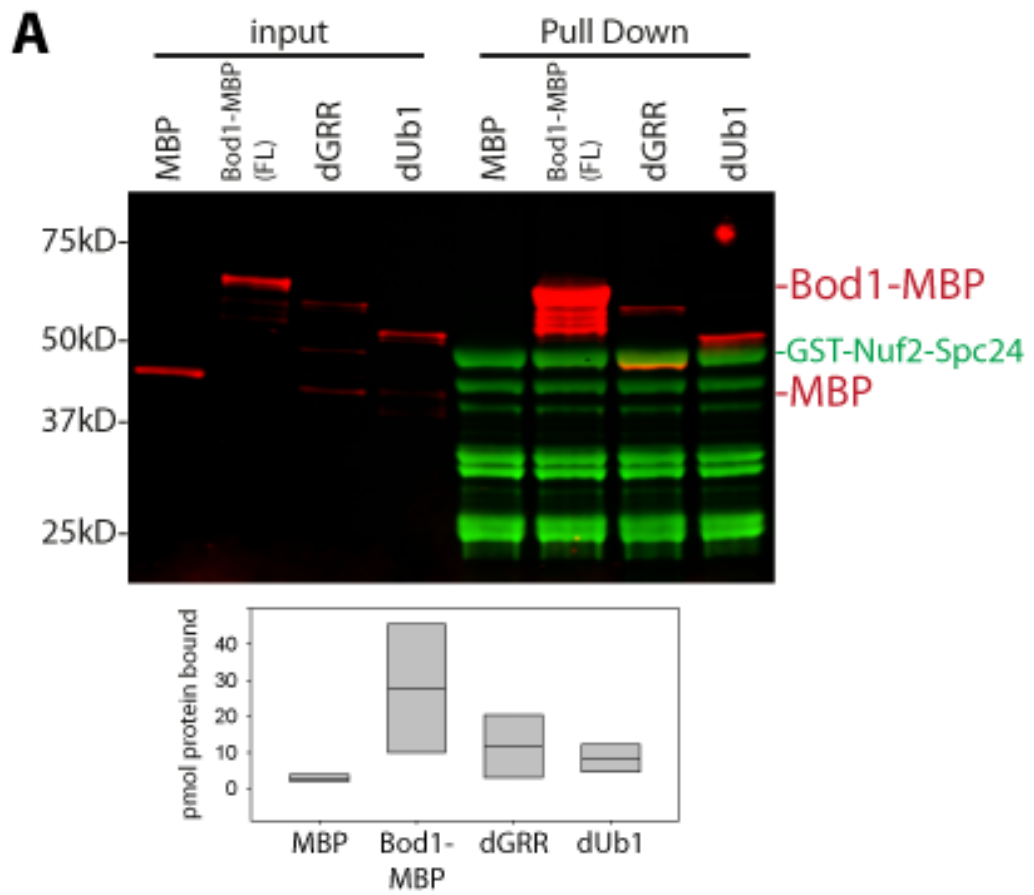 A
input
Pull Down
MBP
Bod1-MBP
(FL)
dGRR
dUb1
MBP
Bod1-MBP
(FL)
dGRR
dUb1
75kD-
50kD-
37kD-
25kD-
-Bod1-MBP
-GST-Nuf2-Spc24
-MBP
pmol protein bound
40
30
20
10
0
MBP
Bod1-
MBP
dGRR
dUb1